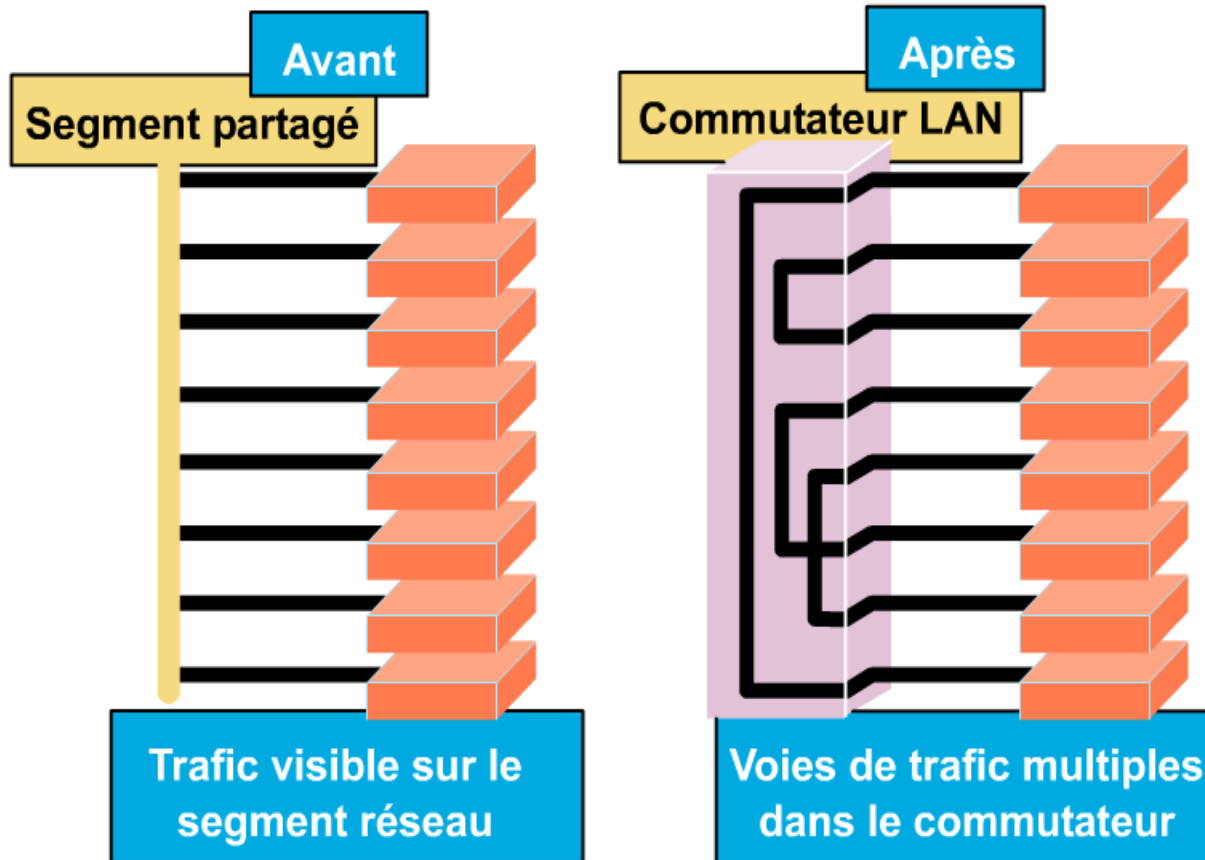 Avant
Segment partagé
Trafic visible sur le
segment réseau
Après
Commutateur LAN
Voies de trafic multiples
dans le commutateur